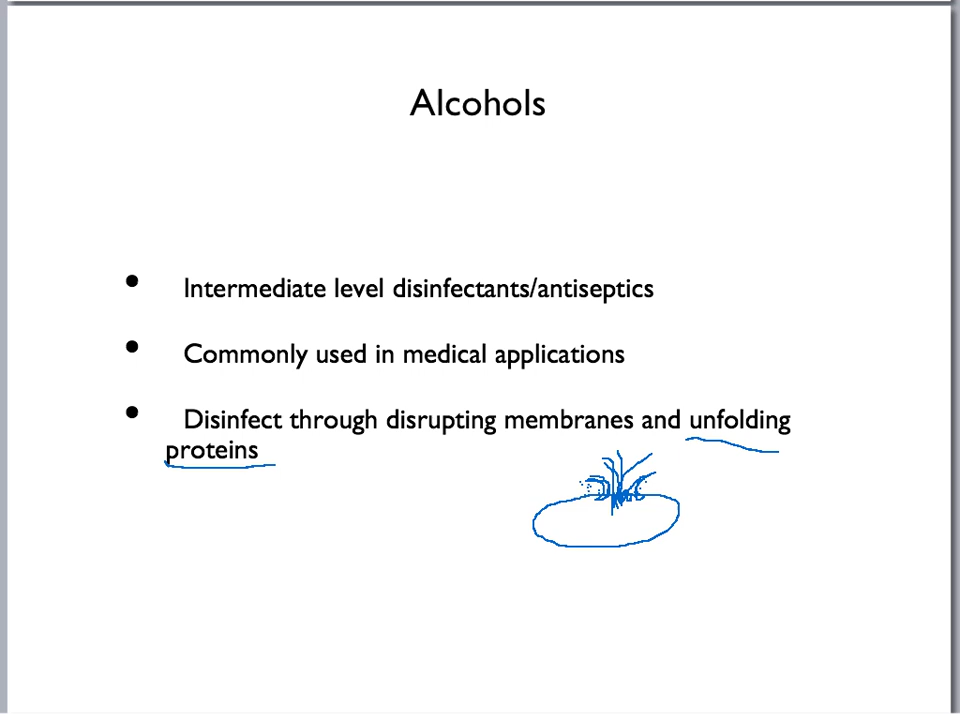 Alcohols
• Intermediate level disinfectants/antiseptics
• Commonly used in medical applications
• Disinfect through disrupting membranes and unfolding
proteins